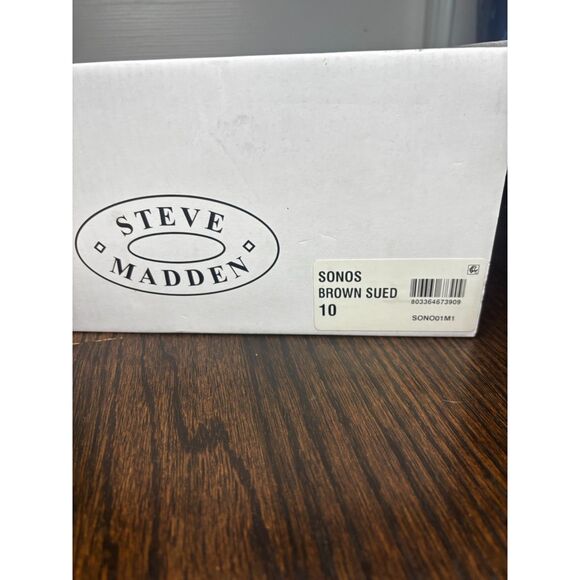 STEVE
MADDEN
SONOS
BROWN SUED
10
803364673909
SONO01M1